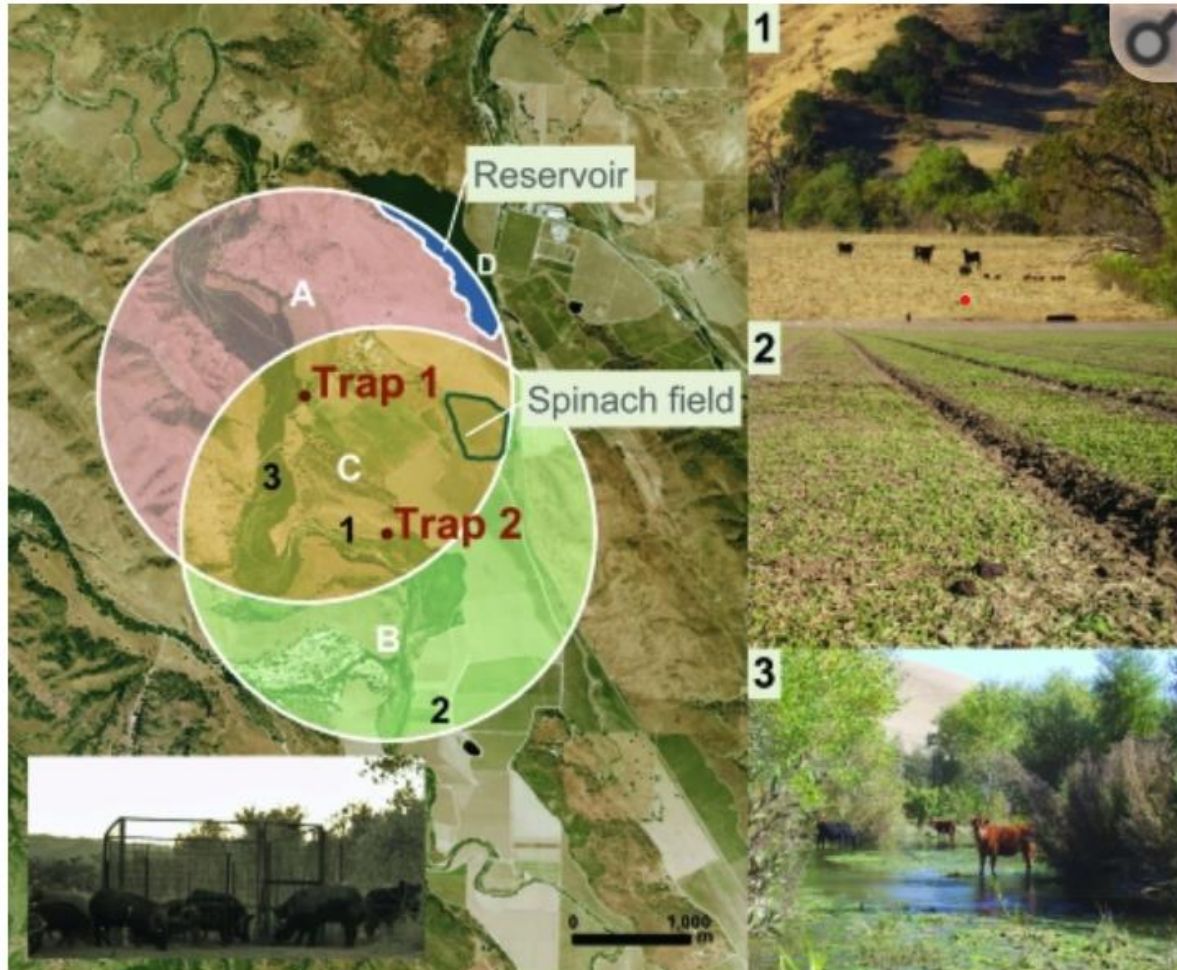 1
Reservoir
D
A
2
Trap 1
Spinach field
C
3
1
Trap 2
B
3
2
0 1,000
m